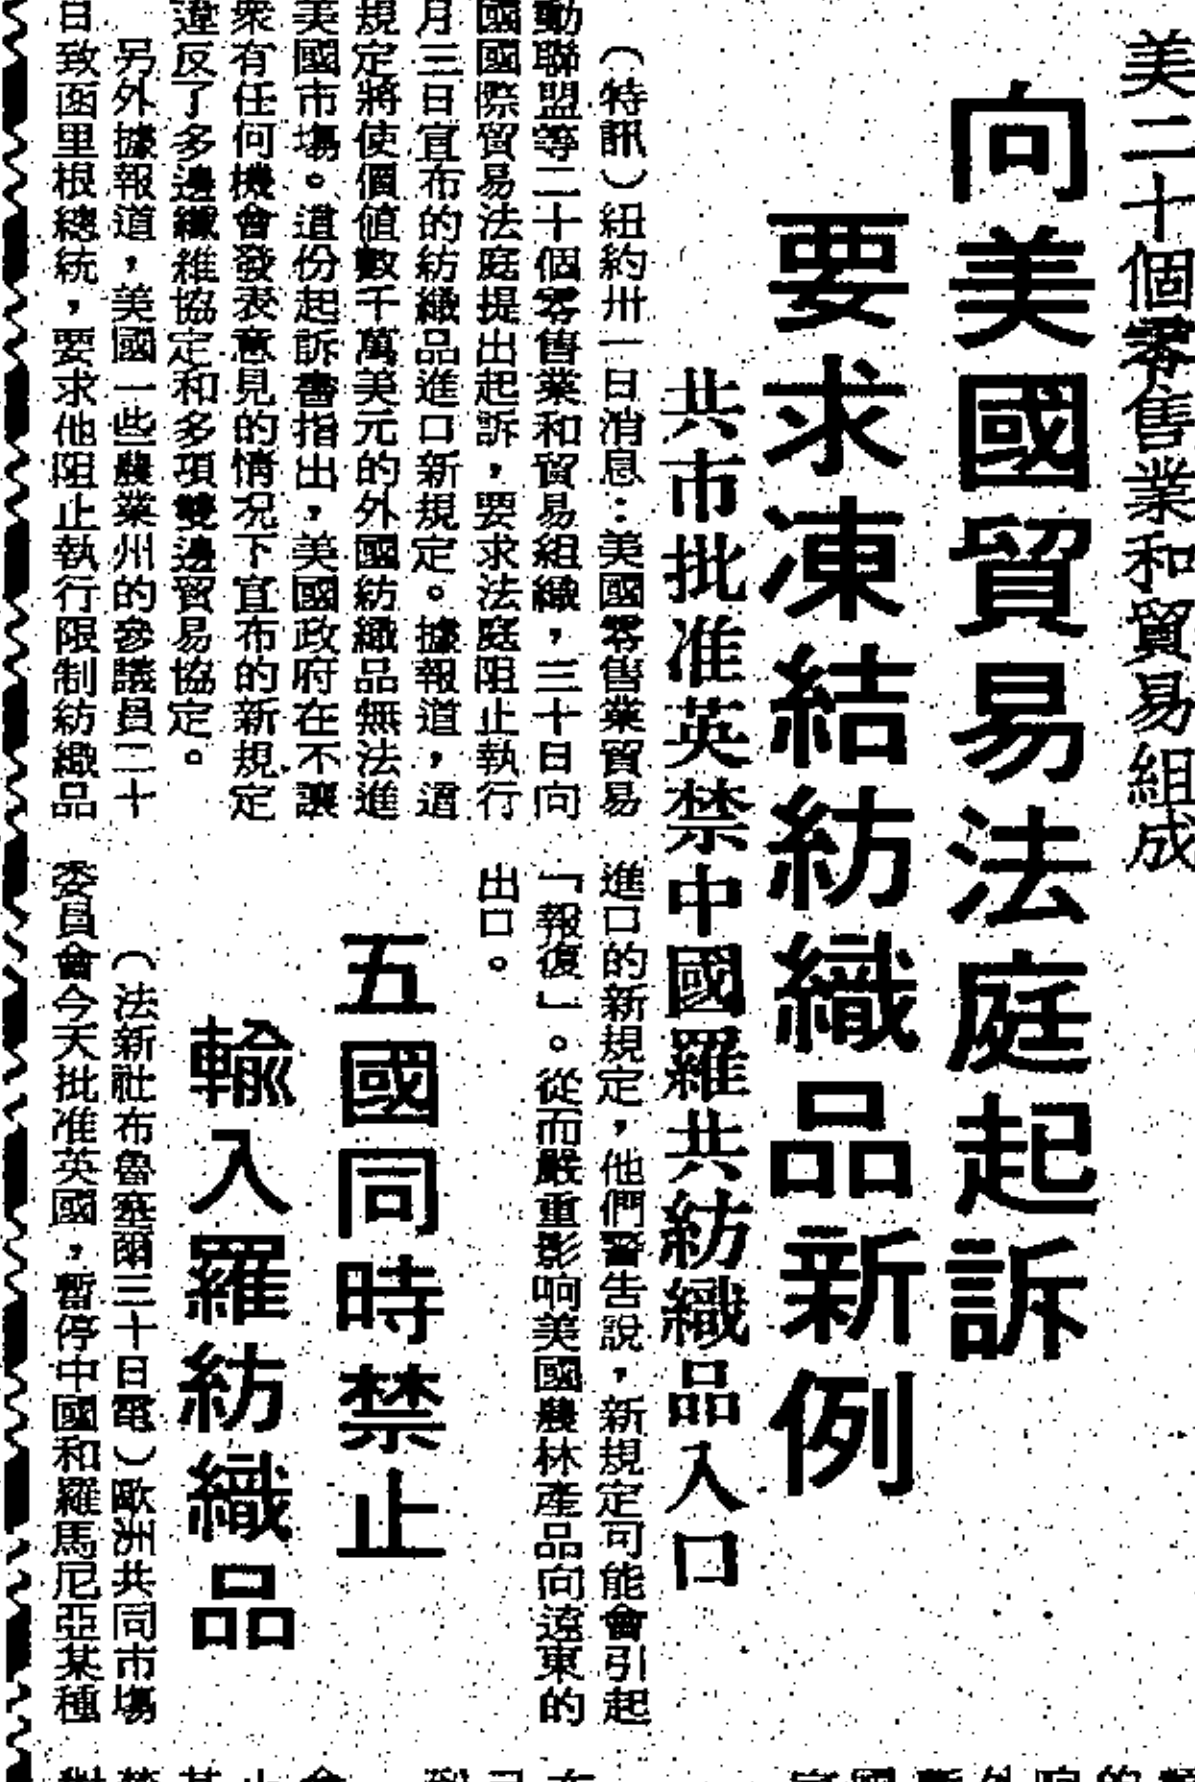 美二十個零售業和貿易組成
向美國貿易法庭起訴
要求凍結紡織品新例
共市批准英禁中國羅共紡織品入口
（特訊）紐約卅一日消息：美國零售業貿易
動聯盟等二十個零售業和貿易組織，三十日向
國國際貿易法庭提出起訴，要求法庭阻止執行
月三日宣布的紡織品進口新規定。據報道，這
規定將使價值數千萬美元的外國紡織品無法進
美國市場。這份起訴書指出，美國政府在不讓
衆有任何機會發表意見的情況下宣布的新規定
違反了多邊纖維協定和多項雙邊貿易協定。
另外據報道，美國一些農業州的參議員二十
日致函里根總統，要求他阻止執行限制紡織品
進口的新規定，他們警告說，新規定可能會引起
「報復」。從而嚴重影响美國農林產品向遠東的
出口。
五國同時禁止
輸入羅紡織品
（法新社布魯塞爾三十日電）歐洲共同市場
委員會今天批准英國，暫停中國和羅馬尼亞某種